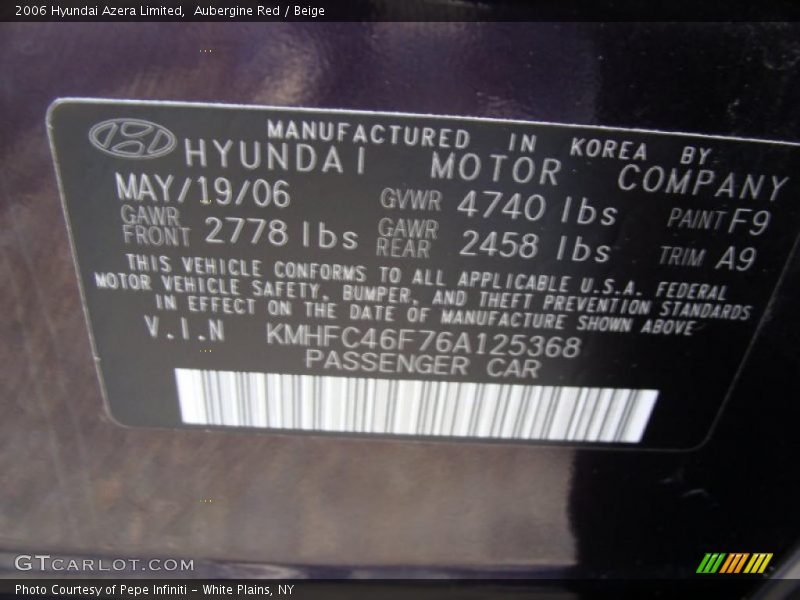 2006 Hyundai Azera Limited,  Aubergine Red / Beige
MANUFACTURED IN KOREA BY
HYUNDAI MOTOR COMPANY
MAY/19/06 GVWR 4740 lbs PAINT F9
GAWR FRONT 2778 lbs GAWR REAR 2458 lbs TRIM A9
THIS VEHICLE CONFORMS TO ALL APPLICABLE U.S.A. FEDERAL
MOTOR VEHICLE SAFETY, BUMPER, AND THEFT PREVENTION STANDARDS
IN EFFECT ON THE DATE OF MANUFACTURE SHOWN ABOVE
V.I.N KMHFC46F76A125368
PASSENGER CAR
GTCARLOT.COM
Photo Courtesy of Pepe Infiniti - White Plains, NY